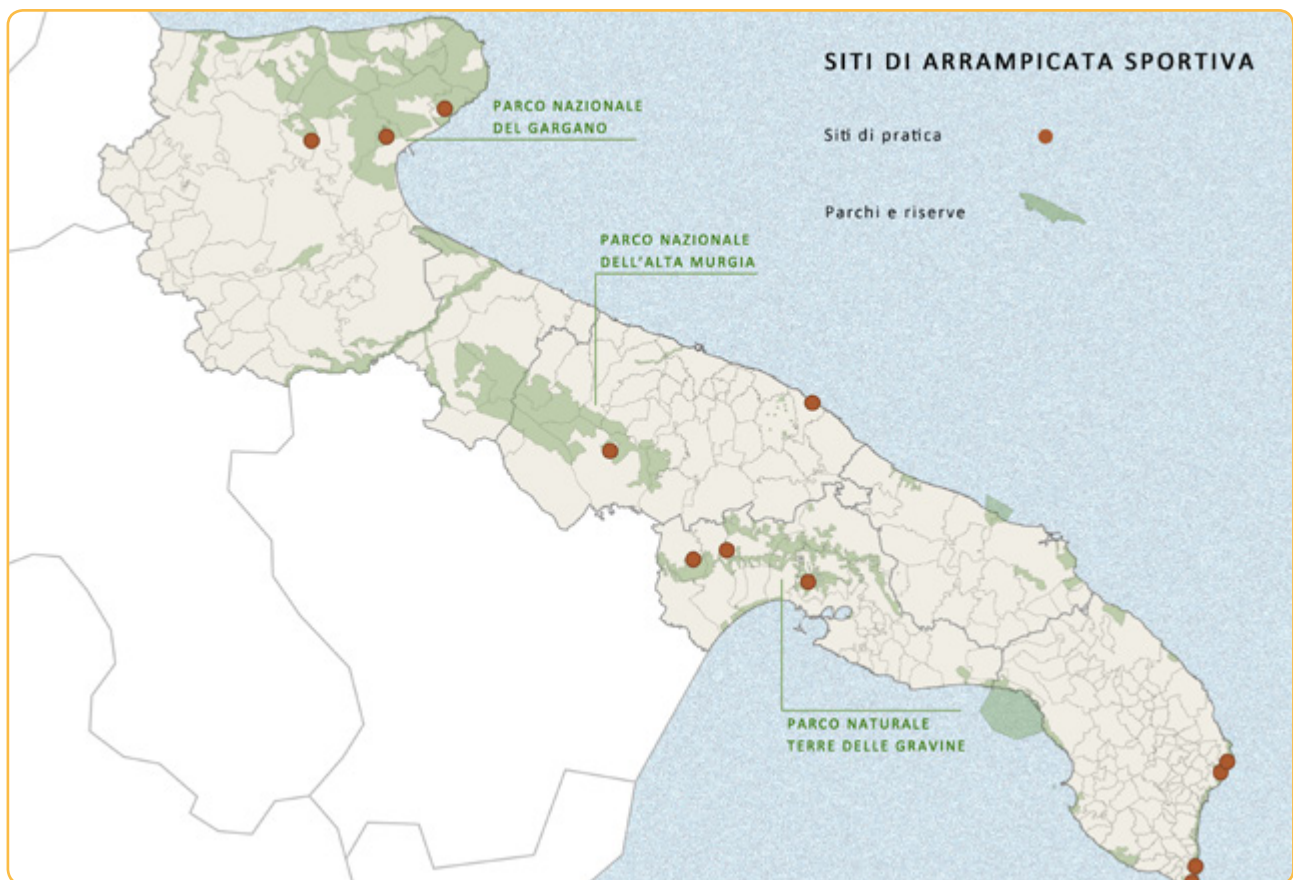 SITI DI ARRAMPICATA SPORTIVA
Siti di pratica
Parchi e riserve
PARCO NAZIONALE
DEL GARGANO
PARCO NAZIONALE
DELL'ALTA MURGIA
PARCO NATURALE
TERRE DELLE GRAVINE